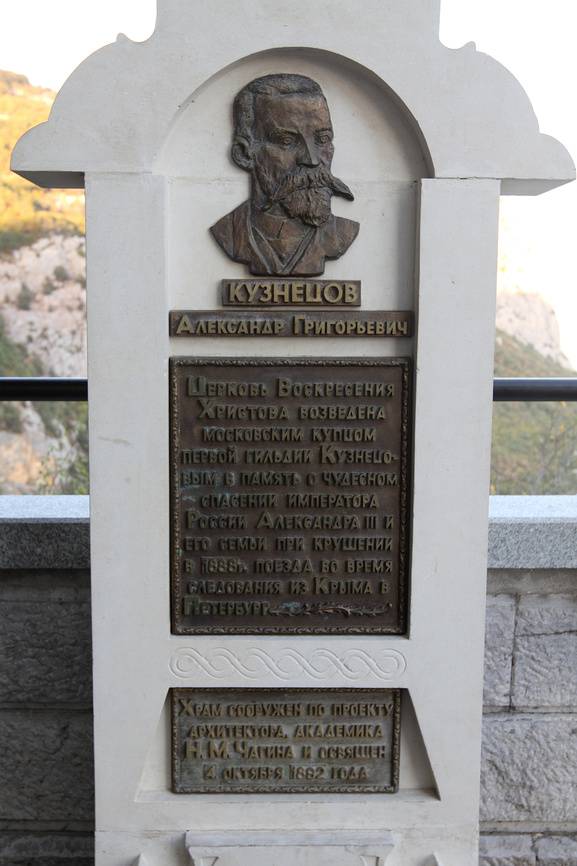 КУЗНЕЦОВ
АЛЕКСАНДР ГРИГОРЬЕВИЧ
ЦЕРКОВЬ ВОСКРЕСЕНИЯ
ХРИСТОВА ВОЗВЕДЕНА
МОСКОВСКИМ КУПЦОМ
ПЕРВОЙ ГИЛЬДИИ КУЗНЕЦО-
ВЫМ В ПАМЯТЬ О ЧУДЕСНОМ
СПАСЕНИИ ИМПЕРАТОРА
РОССИИ АЛЕКСАНДРА III И
ЕГО СЕМЬИ ПРИ КРУШЕНИИ
В 1888г. ПОЕЗДА ВО ВРЕМЯ
СЛЕДОВАНИЯ ИЗ КРЫМА В
ПЕТЕРБУРГ.
ХРАМ СООРУЖЕН ПО ПРОЕКТУ
АРХИТЕКТОРА, АКАДЕМИКА
Н.М. ЧАГИНА И ОСВЯЩЕН
4 ОКТЯБРЯ 1892 ГОДА